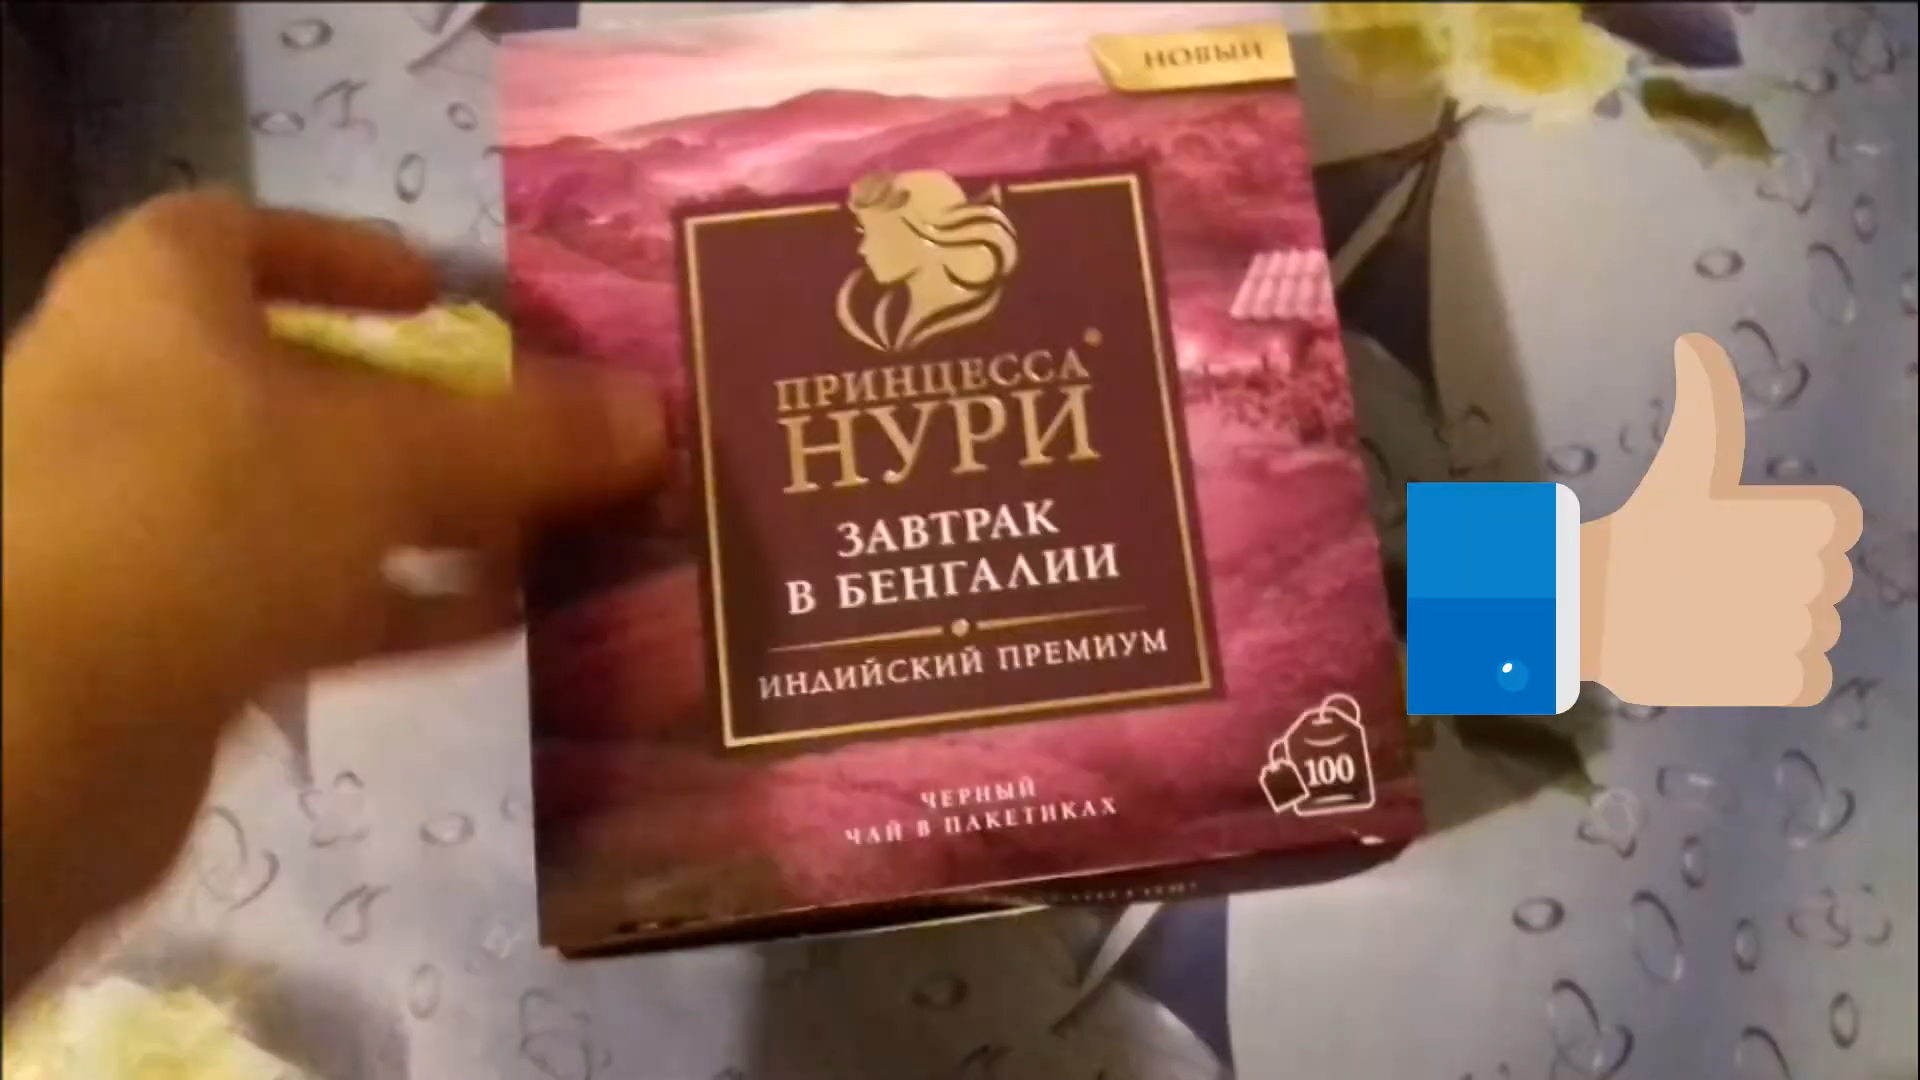 НОВЫЙ
ПРИНЦЕССА
НУРИ
ЗАВТРАК
В БЕНГАЛИИ
ИНДИЙСКИЙ ПРЕМИУМ
100
ЧЕРНЫЙ
ЧАЙ В ПАКЕТИКАХ